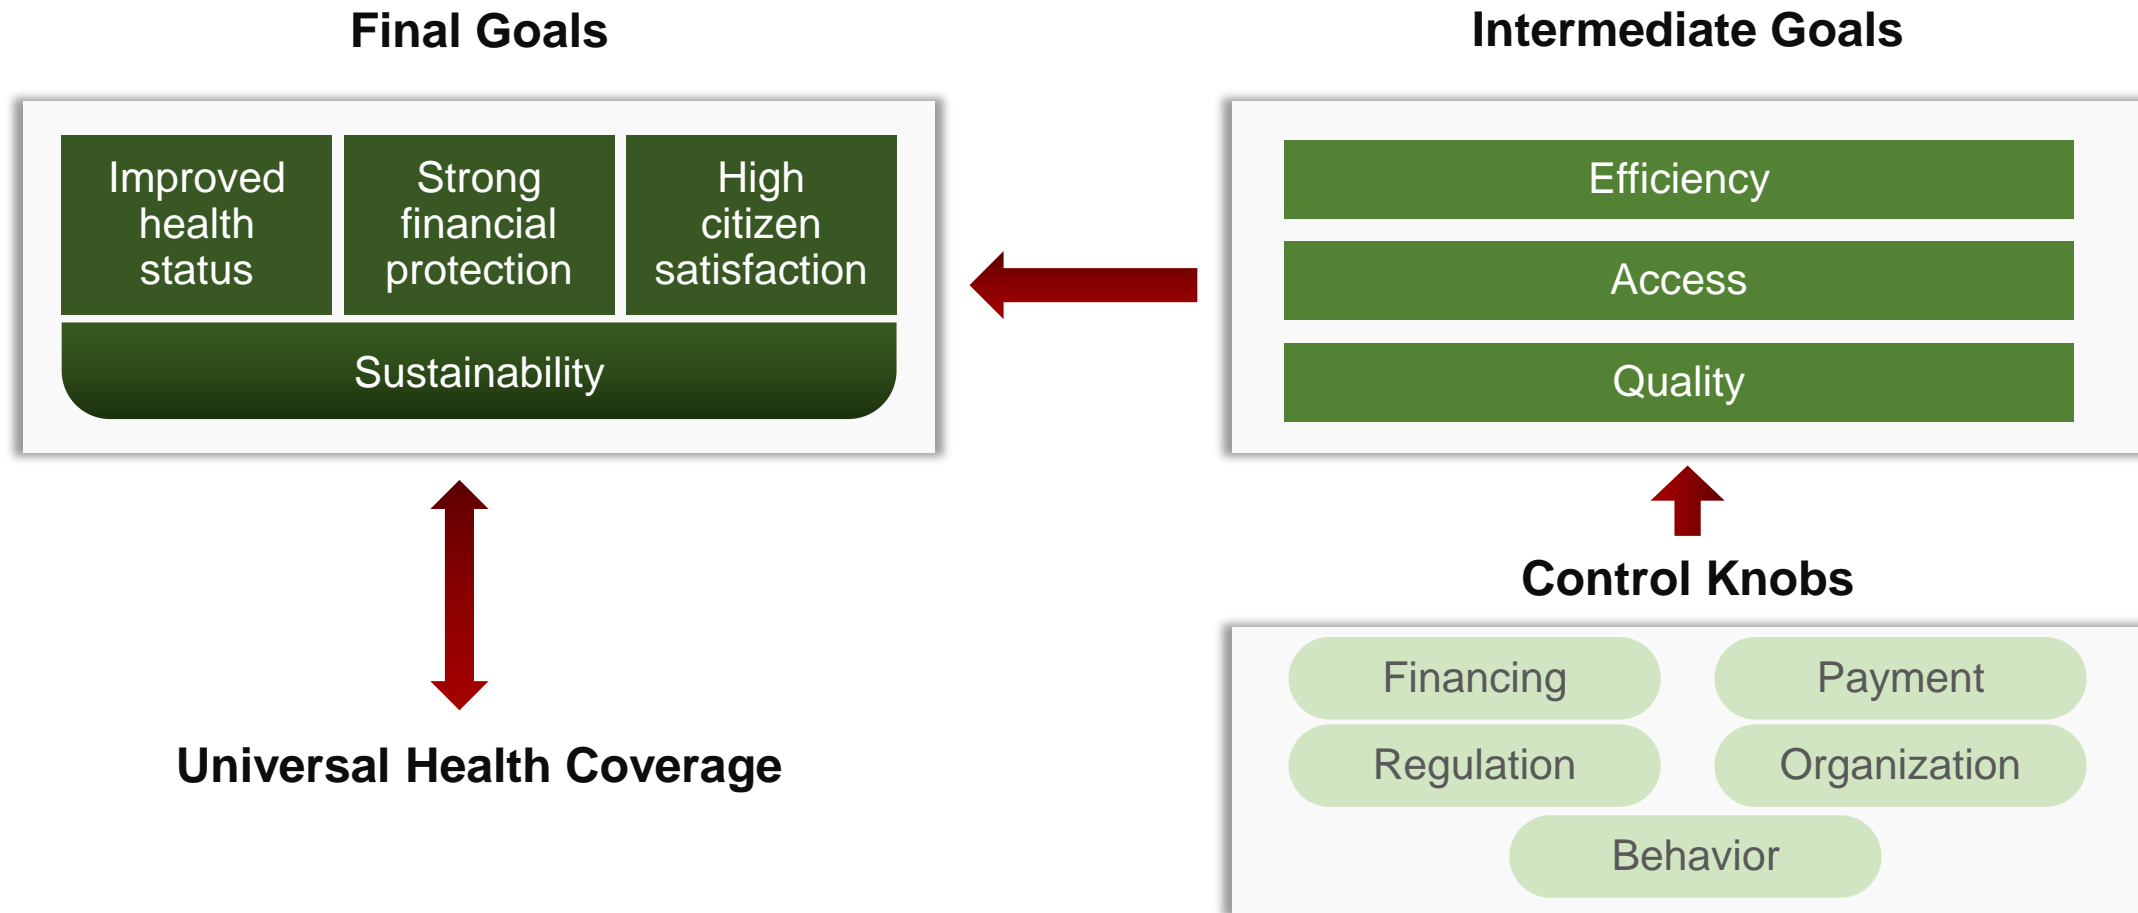 Final Goals
Improved
health
status
Strong
financial
protection
High
citizen
satisfaction
Sustainability
Universal Health Coverage
Intermediate Goals
Efficiency
Access
Quality
Control Knobs
Financing
Payment
Regulation
Organization
Behavior